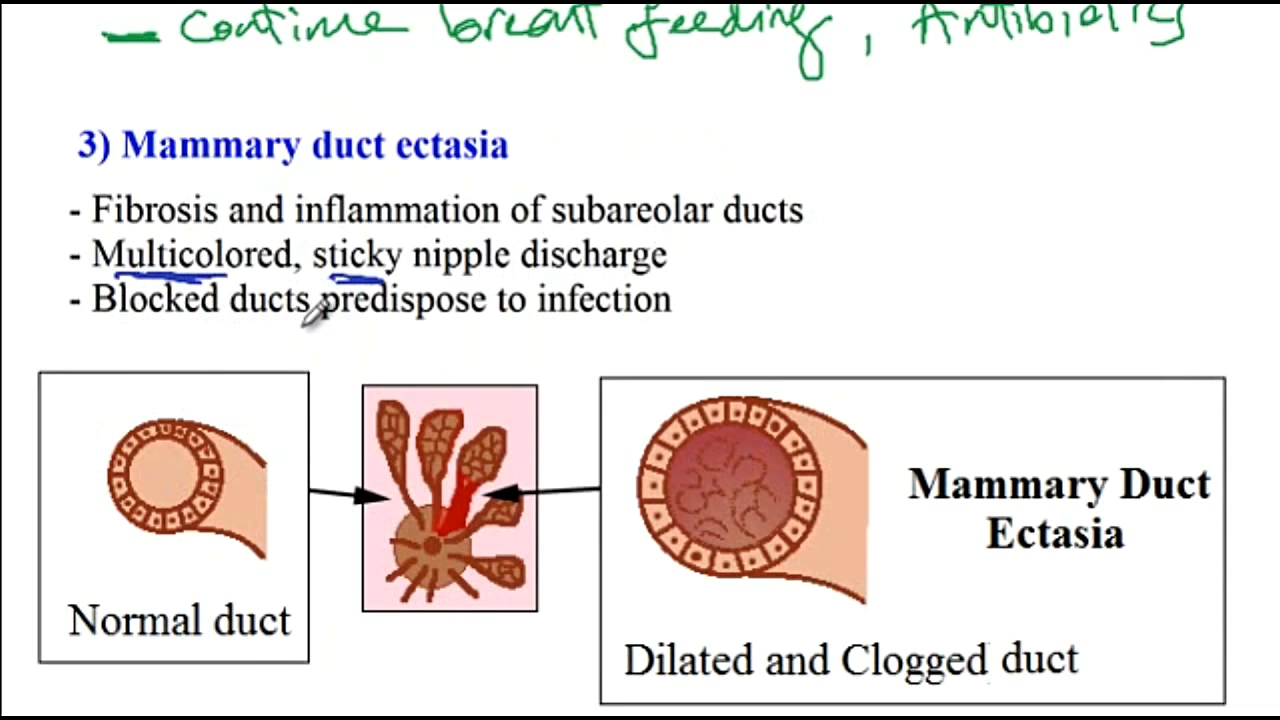 - Continue breast feeding, Antibiotics
3) Mammary duct ectasia
- Fibrosis and inflammation of subareolar ducts
- Multicolored, sticky nipple discharge
- Blocked ducts predispose to infection
Normal duct
Mammary Duct
Ectasia
Dilated and Clogged duct